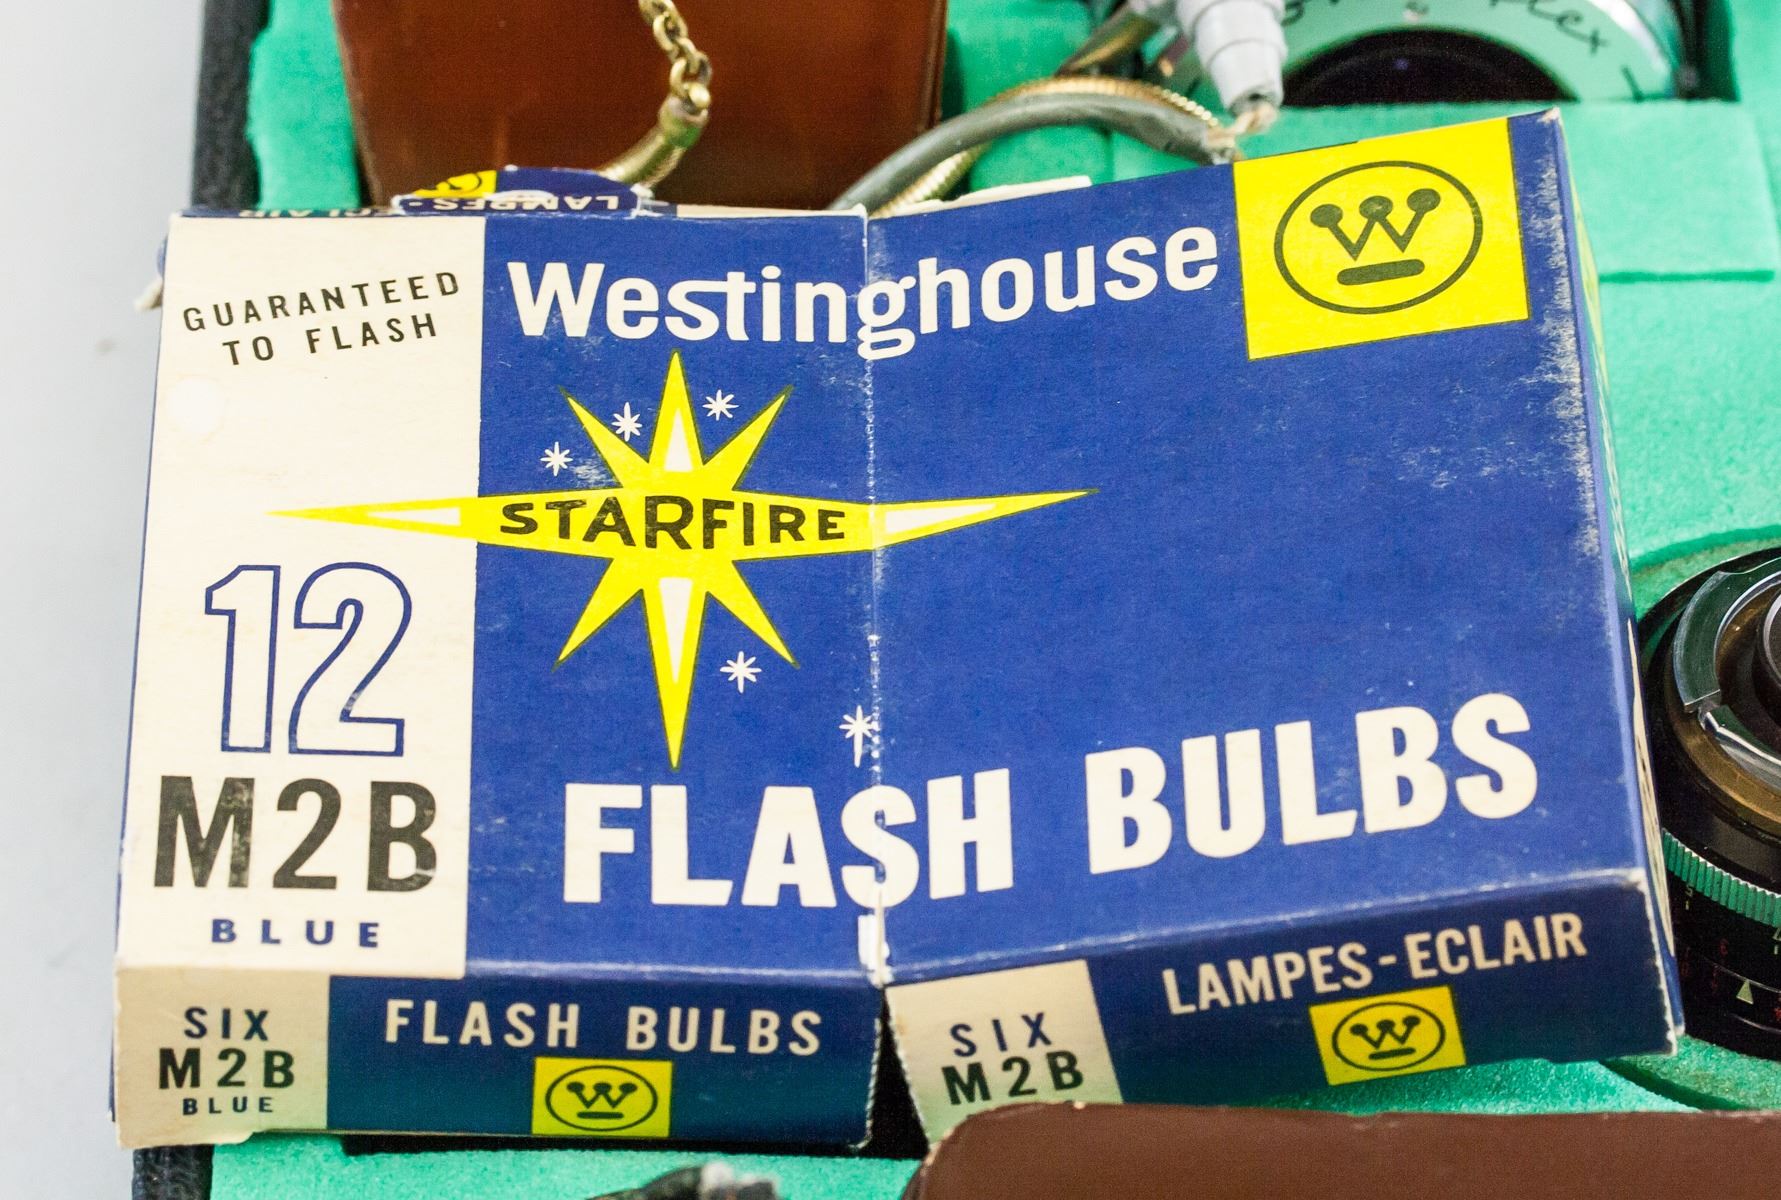 LAMPES-
GUARANTEED
TO FLASH
Westinghouse
W
STARFIRE
12
M2B
BLUE
FLASH BULBS
SIX
M2B
BLUE
FLASH BULBS
W
SIX
M2B
LAMPES-ECLAIR
W